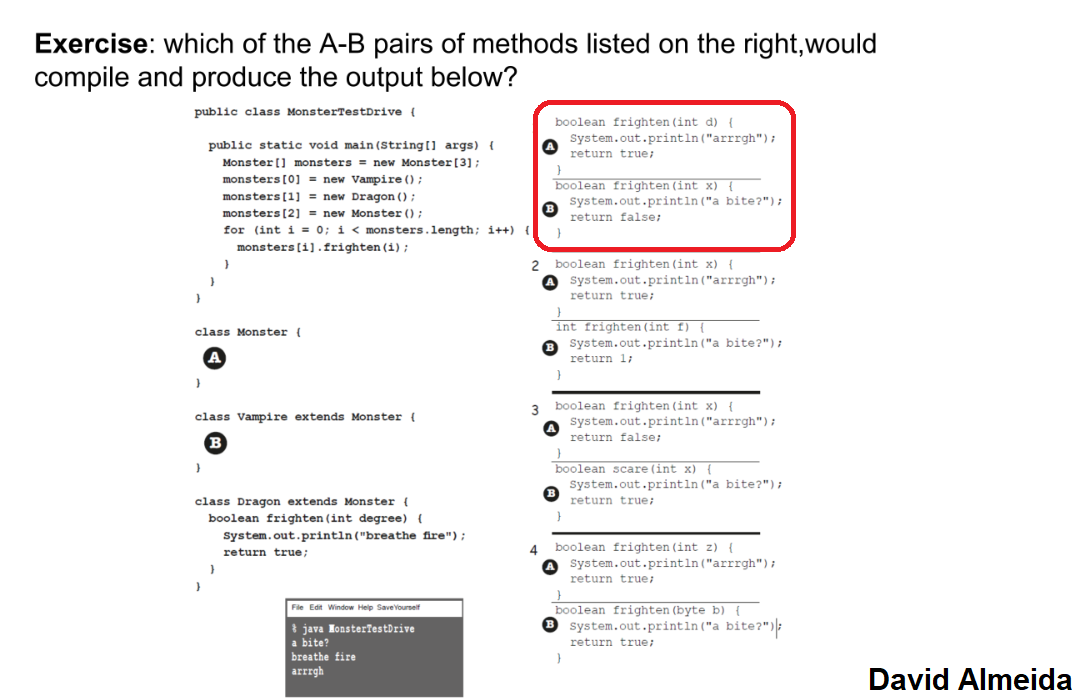 Exercise: which of the A-B pairs of methods listed on the right,would
compile and produce the output below?
public class MonsterTestDrive {
public static void main(String[] args) {
Monster[] monsters = new Monster[3];
monsters[0] = new Vampire();
monsters[1] = new Dragon();
monsters[2] = new Monster();
for (int i = 0; i < monsters.length; i++) {
monsters[i].frighten(i);
}
}
}
class Monster {
A
}
class Vampire extends Monster {
B
}
class Dragon extends Monster {
boolean frighten(int degree) {
System.out.println("breathe fire");
return true;
}
}
File Edit Window Help SaveYourself
% java MonsterTestDrive
a bite?
breathe fire
arrrgh
boolean frighten(int d) {
A System.out.println("arrrgh");
return true;
}
boolean frighten(int x) {
B System.out.println("a bite?");
return false;
}
2 boolean frighten(int x) {
A System.out.println("arrrgh");
return true;
}
int frighten(int f) {
B System.out.println("a bite?");
return 1;
}
3 boolean frighten(int x) {
A System.out.println("arrrgh");
return false;
}
boolean scare(int x) {
B System.out.println("a bite?");
return true;
}
4 boolean frighten(int z) {
A System.out.println("arrrgh");
return true;
}
boolean frighten(byte b) {
B System.out.println("a bite?");
return true;
}
David Almeida